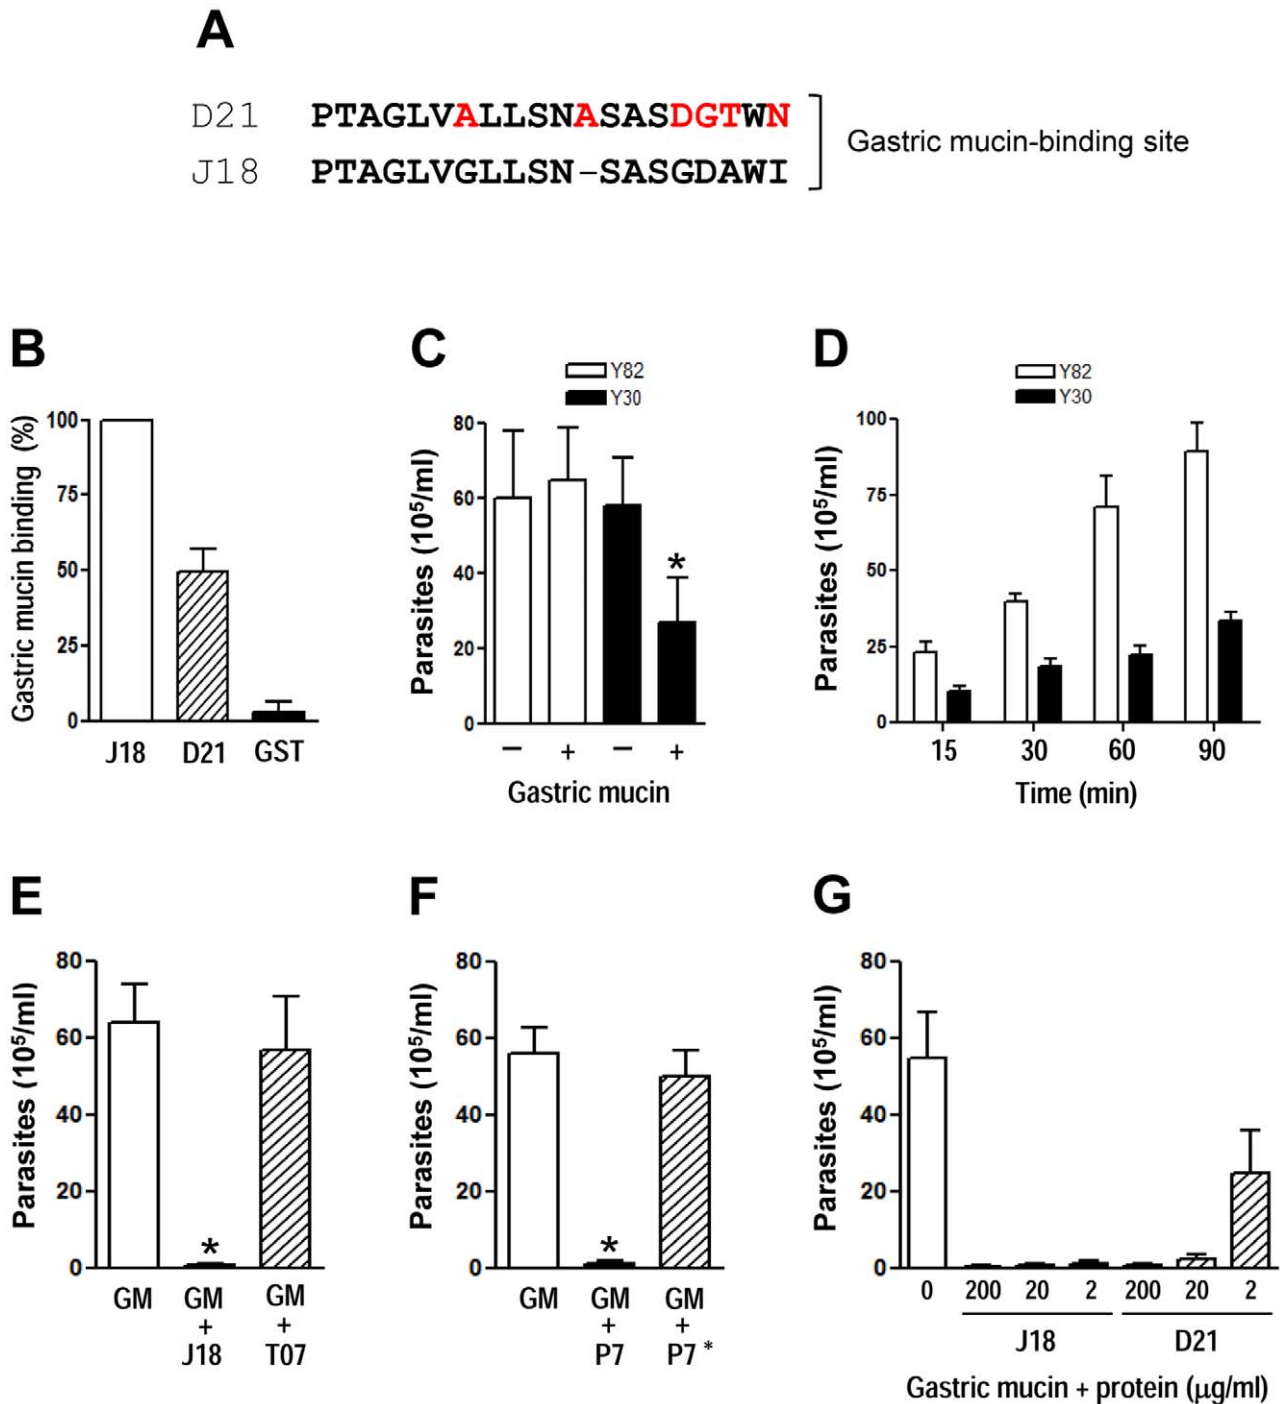 A
D21 PTAGLVALLSNASASDGTWN
J18 PTAGLVGLLSN-SASGDAWI
Gastric mucin-binding site
B
Gastric mucin binding (%)
100
75
50
25
0
J18 D21 GST
C
Y82
Y30
Parasites (10⁵/ml)
80
60
40
20
0
*
– + – +
Gastric mucin
D
Y82
Y30
Parasites (10⁵/ml)
100
75
50
25
0
15 30 60 90
Time (min)
E
Parasites (10⁵/ml)
80
60
40
20
0
*
GM GM GM
+ +
J18 T07
F
Parasites (10⁵/ml)
80
60
40
20
0
*
GM GM GM
+ +
P7 P7 *
G
Parasites (10⁵/ml)
80
60
40
20
0
0 200 20 2 200 20 2
J18 D21
Gastric mucin + protein (μg/ml)